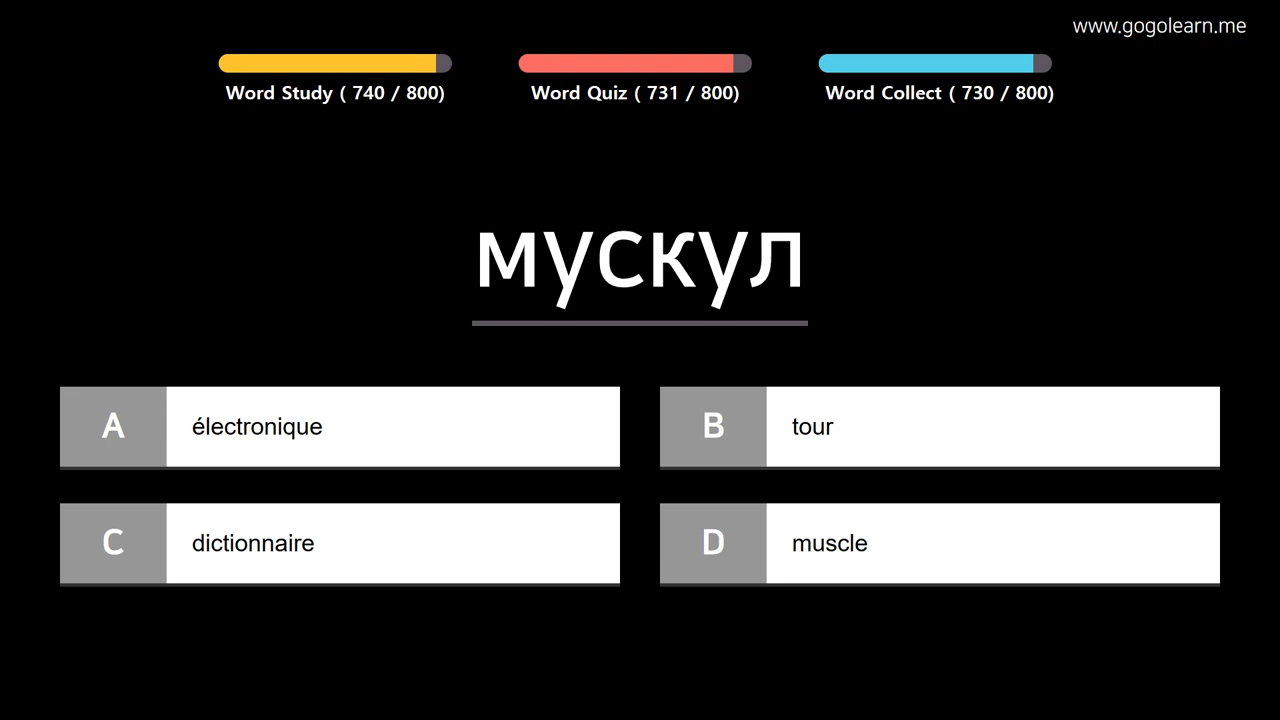 www.gogolearn.me
Word Study ( 740 / 800)
Word Quiz ( 731 / 800)
Word Collect ( 730 / 800)
мускул
A électronique
B tour
C dictionnaire
D muscle